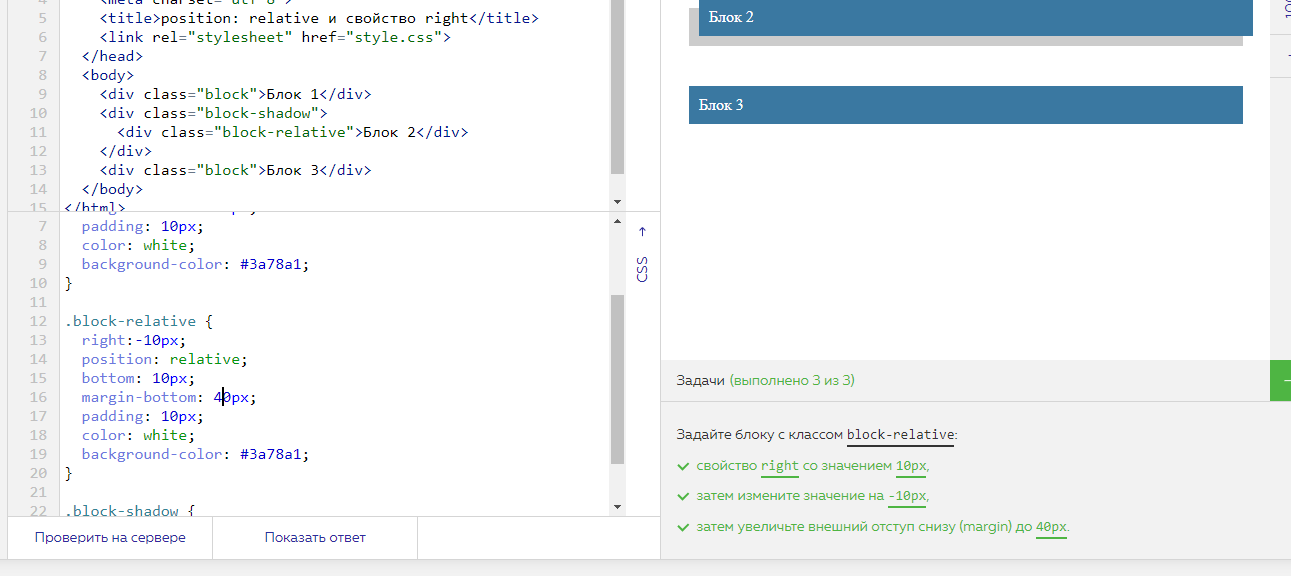 4 <meta charset="utf-8">
5 <title>position: relative и свойство right</title>
6 <link rel="stylesheet" href="style.css">
7 </head>
8 <body>
9 <div class="block">Блок 1</div>
10 <div class="block-shadow">
11 <div class="block-relative">Блок 2</div>
12 </div>
13 <div class="block">Блок 3</div>
14 </body>
15 </html>
7 padding: 10px;
8 color: white;
9 background-color: #3a78a1;
10 }
11
12 .block-relative {
13 right:-10px;
14 position: relative;
15 bottom: 10px;
16 margin-bottom: 40px;
17 padding: 10px;
18 color: white;
19 background-color: #3a78a1;
20 }
21
22 .block-shadow {
CSS
Проверить на сервере
Показать ответ
Блок 2
Блок 3
Задачи (выполнено 3 из 3)
Задайте блоку с классом block-relative:
свойство right со значением 10px,
затем измените значение на -10px,
затем увеличьте внешний отступ снизу (margin) до 40px.